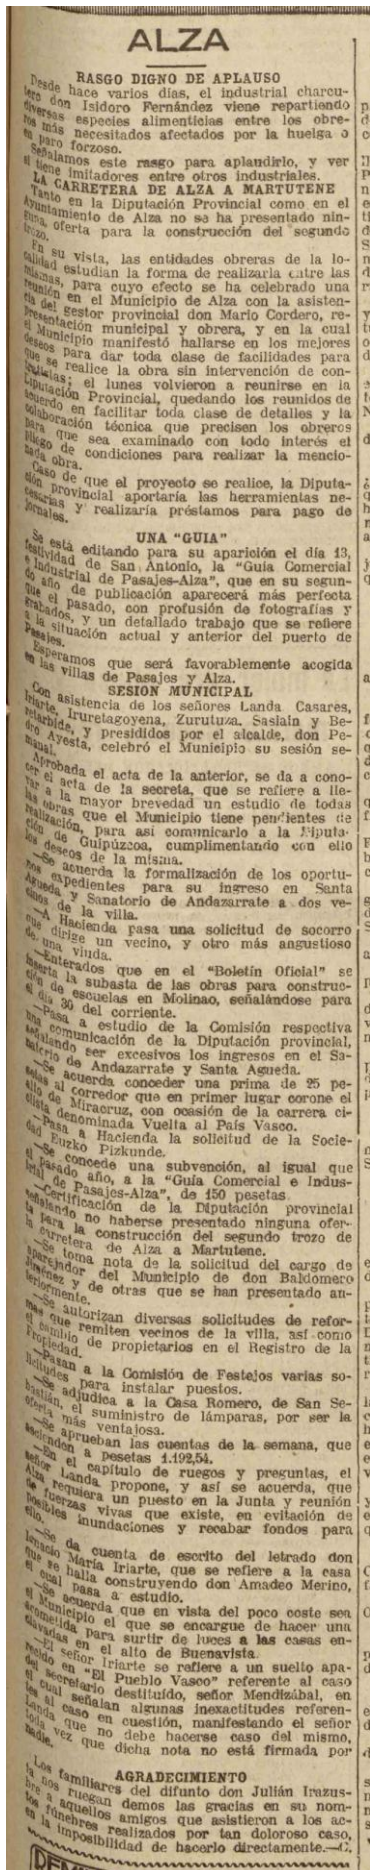 ALZA
RASGO DIGNO DE APLAUSO
Desde hace varios días, el industrial charcu-
tero don Isidoro Fernández viene repartiendo
diversas especies alimenticias entre los obre-
ros más necesitados afectados por la huelga o
en paro forzoso.
Señalamos este rasgo para aplaudirlo, y ver
si tiene imitadores entre otros industriales.
LA CARRETERA DE ALZA A MARTUTENE
Tanto en la Diputación Provincial como en el
Ayuntamiento de Alza no se ha presentado nin-
guna oferta para la construcción del segundo
trozo.
En su vista, las entidades obreras de la lo-
calidad estudian la forma de realizarla entre las
mismas, para cuyo efecto se ha celebrado una
reunión en el Municipio de Alza con la asisten-
cia del gestor provincial don Mario Cordero, re-
presentación municipal y obrera, y en la cual
el Municipio manifestó hallarse en los mejores
deseos para dar toda clase de facilidades para
que se realice la obra sin intervención de con-
tratistas; el lunes volvieron a reunirse en la
Diputación Provincial, quedando los reunidos de
acuerdo en facilitar toda clase de detalles y la
colaboración técnica que precisen los obreros
para que sea examinado con todo interés el
pliego de condiciones para realizar la mencio-
nada obra.
Caso de que el proyecto se realice, la Diputa-
ción provincial aportaría las herramientas ne-
cesarias y realizaría préstamos para pago de
jornales.
UNA "GUIA"
Se está editando para su aparición el día 13,
festividad de San Antonio, la "Guía Comercial
e Industrial de Pasajes-Alza", que en su segun-
do año de publicación aparecerá más perfecta
que el pasado, con profusión de fotografías y
grabados, y un detallado trabajo que se refiere
a la situación actual y anterior del puerto de
Pasajes.
Esperamos que será favorablemente acogida
en las villas de Pasajes y Alza.
SESION MUNICIPAL
Con asistencia de los señores Landa Casares,
Iriarte, Iruretagoyena, Zurutuza, Sasiain y Be-
retarbide, y presididos por el alcalde, don Pe-
dro Ayesta, celebró el Municipio su sesión se-
manal.
Aprobada el acta de la anterior, se da a cono-
cer el acta de la secreta, que se refiere a lle-
var a la mayor brevedad un estudio de todas
las obras que el Municipio tiene pendientes de
realización, para así comunicarlo a la Diputa-
ción de Guipúzcoa, cumplimentando con ello
los deseos de la misma.
—Se acuerda la formalización de los oportu-
nos expedientes para su ingreso en Santa
Agueda y Sanatorio de Andazarrate a dos ve-
cinos de la villa.
—A Hacienda pasa una solicitud de socorro
que dirige un vecino, y otro más angustioso
de una viuda.
—Enterados que en el "Boletín Oficial" se
inserta la subasta de las obras para construc-
ción de escuelas en Molinao, señalándose para
el día 30 del corriente.
—Pasa a estudio de la Comisión respectiva
una comunicación de la Diputación provincial,
señalando ser excesivos los ingresos en el Sa-
natorio de Andazarrate y Santa Agueda.
—Se acuerda conceder una prima de 25 pe-
setas al corredor que en primer lugar corone el
alto de Miracruz, con ocasión de la carrera ci-
clista denominada Vuelta al País Vasco.
—Pasa a Hacienda la solicitud de la Socie-
dad Euzko Pizkunde.
—Se concede una subvención, al igual que
el pasado año, a la "Guía Comercial e Indus-
trial de Pasajes-Alza", de 150 pesetas.
—Certificación de la Diputación provincial
señalando no haberse presentado ninguna ofer-
ta para la construcción del segundo trozo de
la carretera de Alza a Martutene.
—Se toma nota de la solicitud del cargo de
aparejador del Municipio de don Baldomero
Jiménez y de otras que se han presentado an-
teriormente.
—Se autorizan diversas solicitudes de refor-
mas que remiten vecinos de la villa, así como
el cambio de propietarios en el Registro de la
Propiedad.
—Pasan a la Comisión de Festejos varias so-
licitudes para instalar puestos.
—Se adjudica a la Casa Romero, de San Se-
bastián, el suministro de lámparas, por ser la
oferta más ventajosa.
—Se aprueban las cuentas de la semana, que
ascienden a pesetas 1.192,54.
—En el capítulo de ruegos y preguntas, el
señor Landa propone, y así se acuerda, que
Alza requiera un puesto en la Junta y reunión
de fuerzas vivas que existe, en evitación de
posibles inundaciones y recabar fondos para
ello.
—Se da cuenta de escrito del letrado don
Ignacio María Iriarte, que se refiere a la casa
que se halla construyendo don Amadeo Merino,
el cual pasa a estudio.
—Se acuerda que en vista del poco coste sea
el Municipio el que se encargue de hacer una
acometida para surtir de luces a las casas en-
clavadas en el alto de Buenavista.
—El señor Iriarte se refiere a un suelto apa-
recido en "El Pueblo Vasco" referente al caso
del secretario destituído, señor Mendizábal, en
el cual señalan algunas inexactitudes referen-
tes al caso en cuestión, manifestando el señor
Landa que no debe hacerse caso del mismo,
toda vez que dicha nota no está firmada por
nadie.
AGRADECIMIENTO
Los familiares del difunto don Julián Irazus-
ta nos ruegan demos las gracias en su nom-
bre a aquellos amigos que asistieron a los ac-
tos fúnebres realizados por tan doloroso caso,
en la imposibilidad de hacerlo directamente.—C.